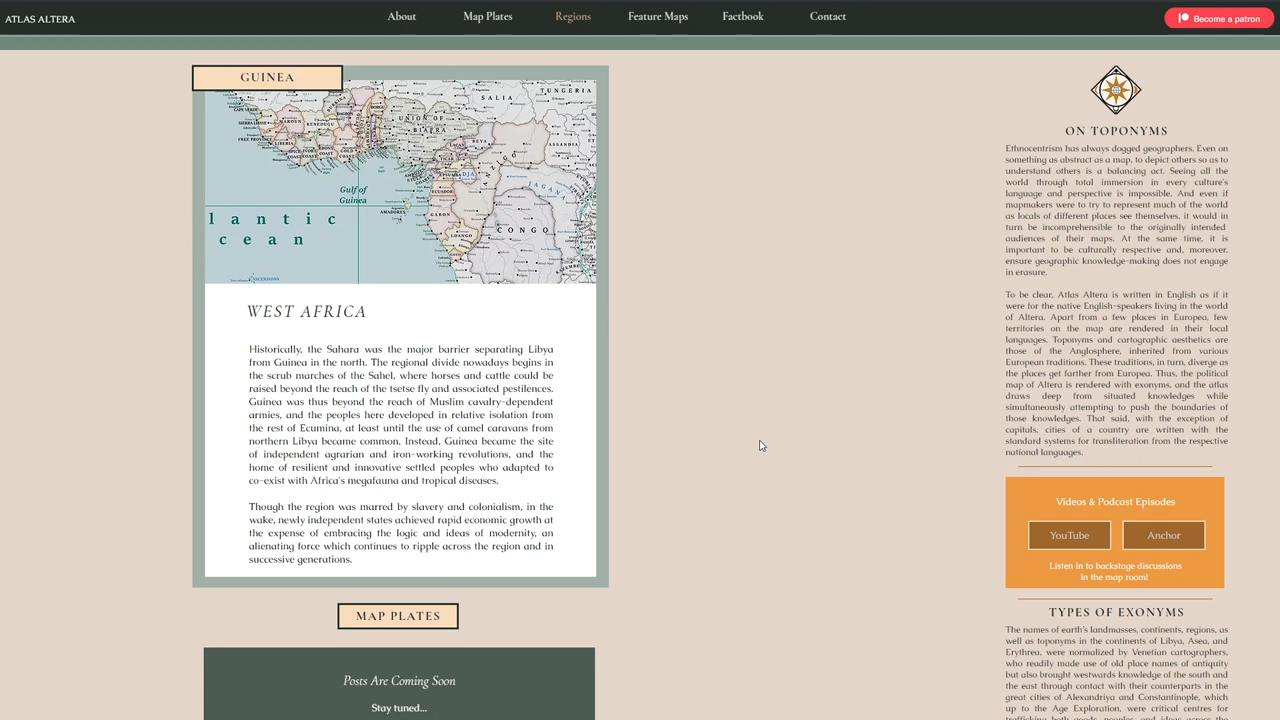 ATLAS ALTERA
About
Map Plates
Regions
Feature Maps
Factbook
Contact
Become a patron
GUINEA
TUNGERIA
SALIA
MAROUN
KENEDOGU
LIBERIA
GOLD
COAST
UNION OF
BIAFRA
ASSANDIA
Gulf of
Guinea
AMADORES
ECUADOR
GABON
LOANGO
CONGO
lantic
cean
ASCENSIONS
WEST AFRICA
Historically, the Sahara was the major barrier separating Libya
from Guinea in the north. The regional divide nowadays begins in
the scrub marches of the Sahel, where horses and cattle could be
raised beyond the reach of the tsetse fly and associated pestilences.
Guinea was thus beyond the reach of Muslim cavalry-dependent
armies, and the peoples here developed in relative isolation from
the rest of Ecumina, at least until the use of camel caravans from
northern Libya became common. Instead, Guinea became the site
of independent agrarian and iron-working revolutions, and the
home of resilient and innovative settled peoples who adapted to
co-exist with Africa's megafauna and tropical diseases.
Though the region was marred by slavery and colonialism, in the
wake, newly independent states achieved rapid economic growth at
the expense of embracing the logic and ideas of modernity, an
alienating force which continues to ripple across the region and in
successive generations.
MAP PLATES
Posts Are Coming Soon
Stay tuned...
ON TOPONYMS
Ethnocentrism has always dogged geographers. Even on
something as abstract as a map, to depict others so as to
understand others is a balancing act. Seeing all the
world through total immersion in every culture's
language and perspective is impossible. And even if
mapmakers were to try to represent much of the world
as locals of different places see themselves, it would in
turn be incomprehensible to the originally intended
audiences of their maps. At the same time, it is
important to be culturally respective and, moreover,
ensure geographic knowledge-making does not engage
in erasure.
To be clear, Atlas Altera is written in English as if it
were for the native English-speakers living in the world
of Altera. Apart from a few places in Europea, few
territories on the map are rendered in their local
languages. Toponyms and cartographic aesthetics are
those of the Anglosphere, inherited from various
European traditions. These traditions, in turn, diverge as
the places get farther from Europea. Thus, the political
map of Altera is rendered with exonyms, and the atlas
draws deep from situated knowledges while
simultaneously attempting to push the boundaries of
those knowledges. That said, with the exception of
capitals, cities of a country are written with the
standard systems for transliteration from the respective
national languages.
Videos & Podcast Episodes
YouTube
Anchor
Listen in to backstage discussions
in the map room!
TYPES OF EXONYMS
The names of earth's landmasses, continents, regions, as
well as toponyms in the continents of Libya, Asea, and
Erythrea, were normalized by Venetian cartographers,
who readily made use of old place names of antiquity
but also brought westwards knowledge of the south and
the east through contact with their counterparts in the
great cities of Alexandriya and Constantinople, which
up to the Age Exploration, were critical centres for
trafficking both goods, peoples, and ideas across the